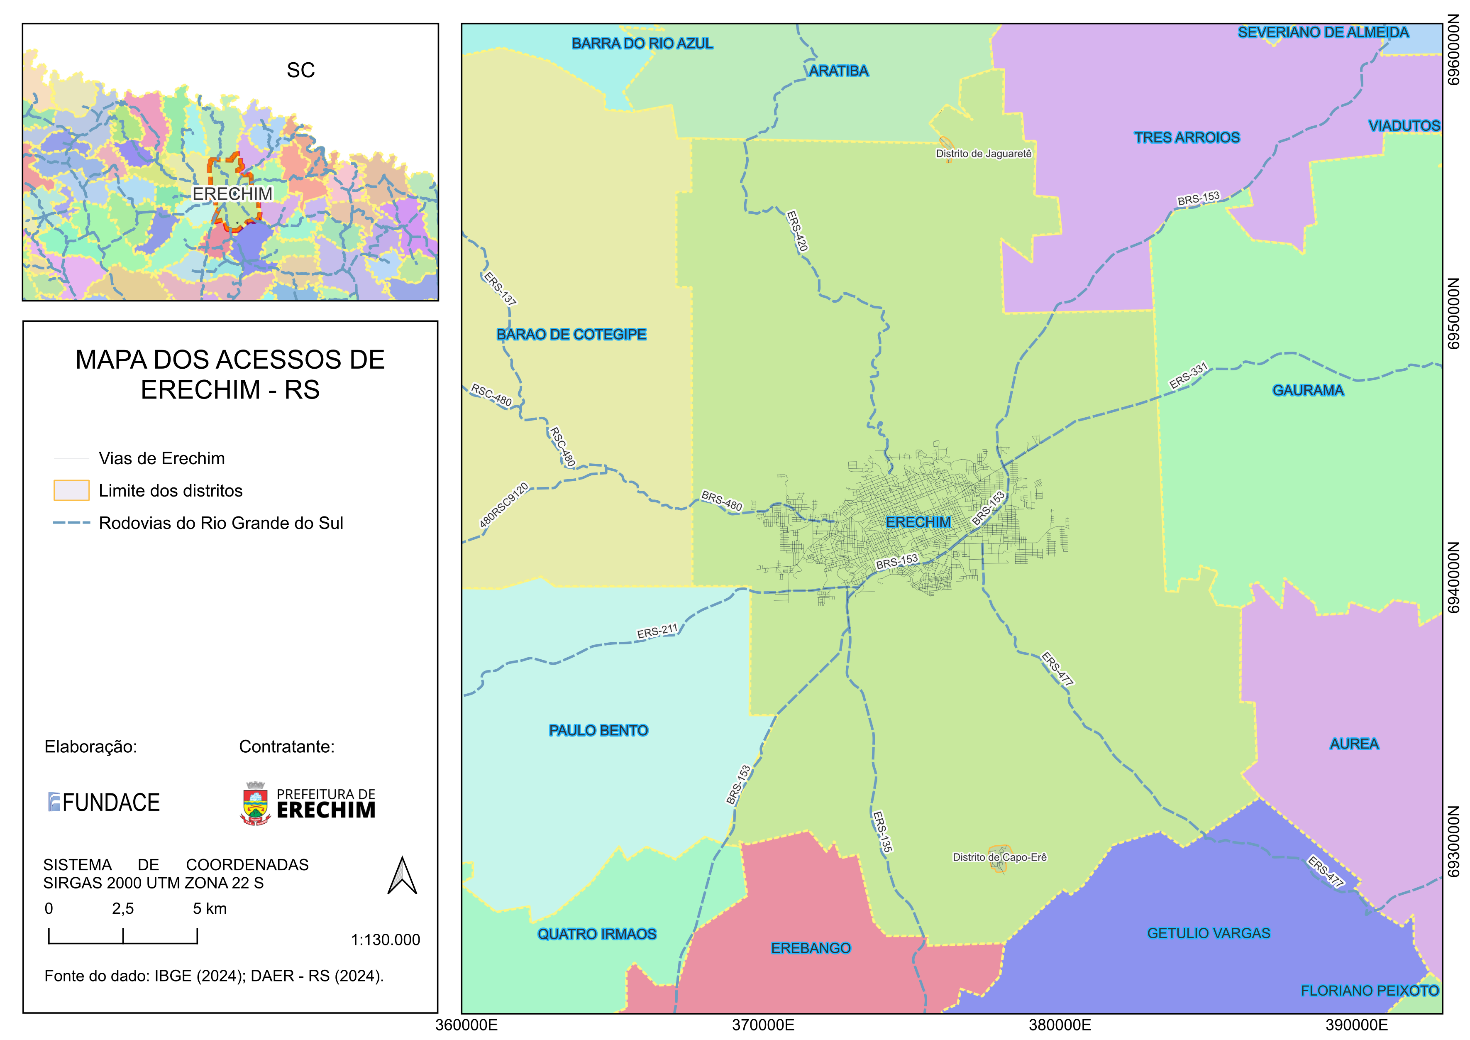 SC
ERECHIM
MAPA DOS ACESSOS DE
ERECHIM - RS
Vias de Erechim
Limite dos distritos
Rodovias do Rio Grande do Sul
Elaboração:
Contratante:
FUNDACE
PREFEITURA DE
ERECHIM
SISTEMA DE COORDENADAS
SIRGAS 2000 UTM ZONA 22 S
0 2,5 5 km
1:130.000
Fonte do dado: IBGE (2024); DAER - RS (2024).
BARRA DO RIO AZUL
ARATIBA
SEVERIANO DE ALMEIDA
TRES ARROIOS
VIADUTOS
Distrito de Jaguaretê
BRS-153
ERS-420
ERS-137
BARAO DE COTEGIPE
ERS-331
GAURAMA
RSC-480
RSC-480
480RSC9120
BRS-480
BRS-153
ERECHIM
BRS-153
ERS-211
ERS-477
PAULO BENTO
AUREA
BRS-153
ERS-135
Distrito de Capo-Erê
ERS-477
QUATRO IRMAOS
EREBANGO
GETULIO VARGAS
FLORIANO PEIXOTO
6960000N
6950000N
6940000N
6930000N
360000E
370000E
380000E
390000E